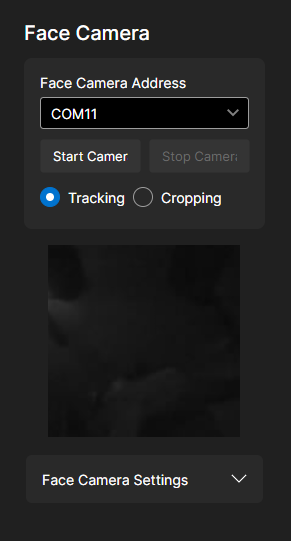 Face Camera
Face Camera Address
COM11
Start Camer
Stop Camera
Tracking
Cropping
Face Camera Settings